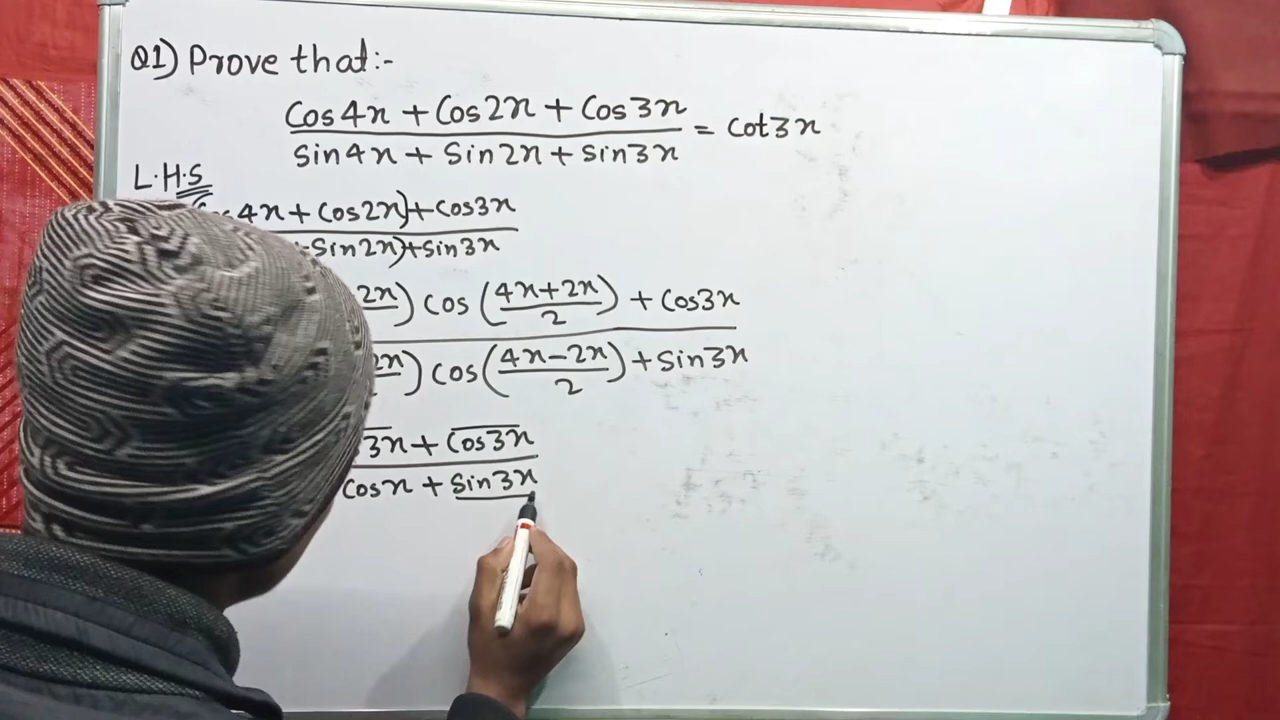 Q1) Prove that:-
Cos4x + Cos2x + Cos3x
= Cot3x
Sin4x + Sin2x + Sin3x
L.H.S
4x + Cos2x) + Cos3x
Sin2x) + Sin3x
2x) Cos (4x+2x/2) + Cos3x
2x) Cos (4x-2x/2) + Sin3x
3x + Cos3x
Cosx + Sin3x